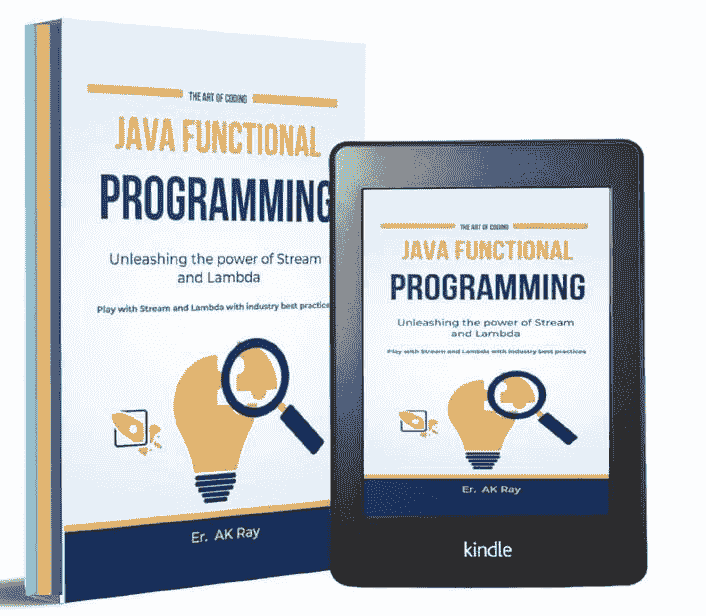 THE ART OF CODING
JAVA FUNCTIONAL
PROGRAMMING
Unleashing the power of Stream
and Lambda
Play with Stream and Lambda with industry best practices
Er. AK Ray
THE ART OF CODING
JAVA FUNCTIONAL
PROGRAMMING
Unleashing the power of Stream
and Lambda
Play with Stream and Lambda with industry best practices
Er. AK Ray
kindle